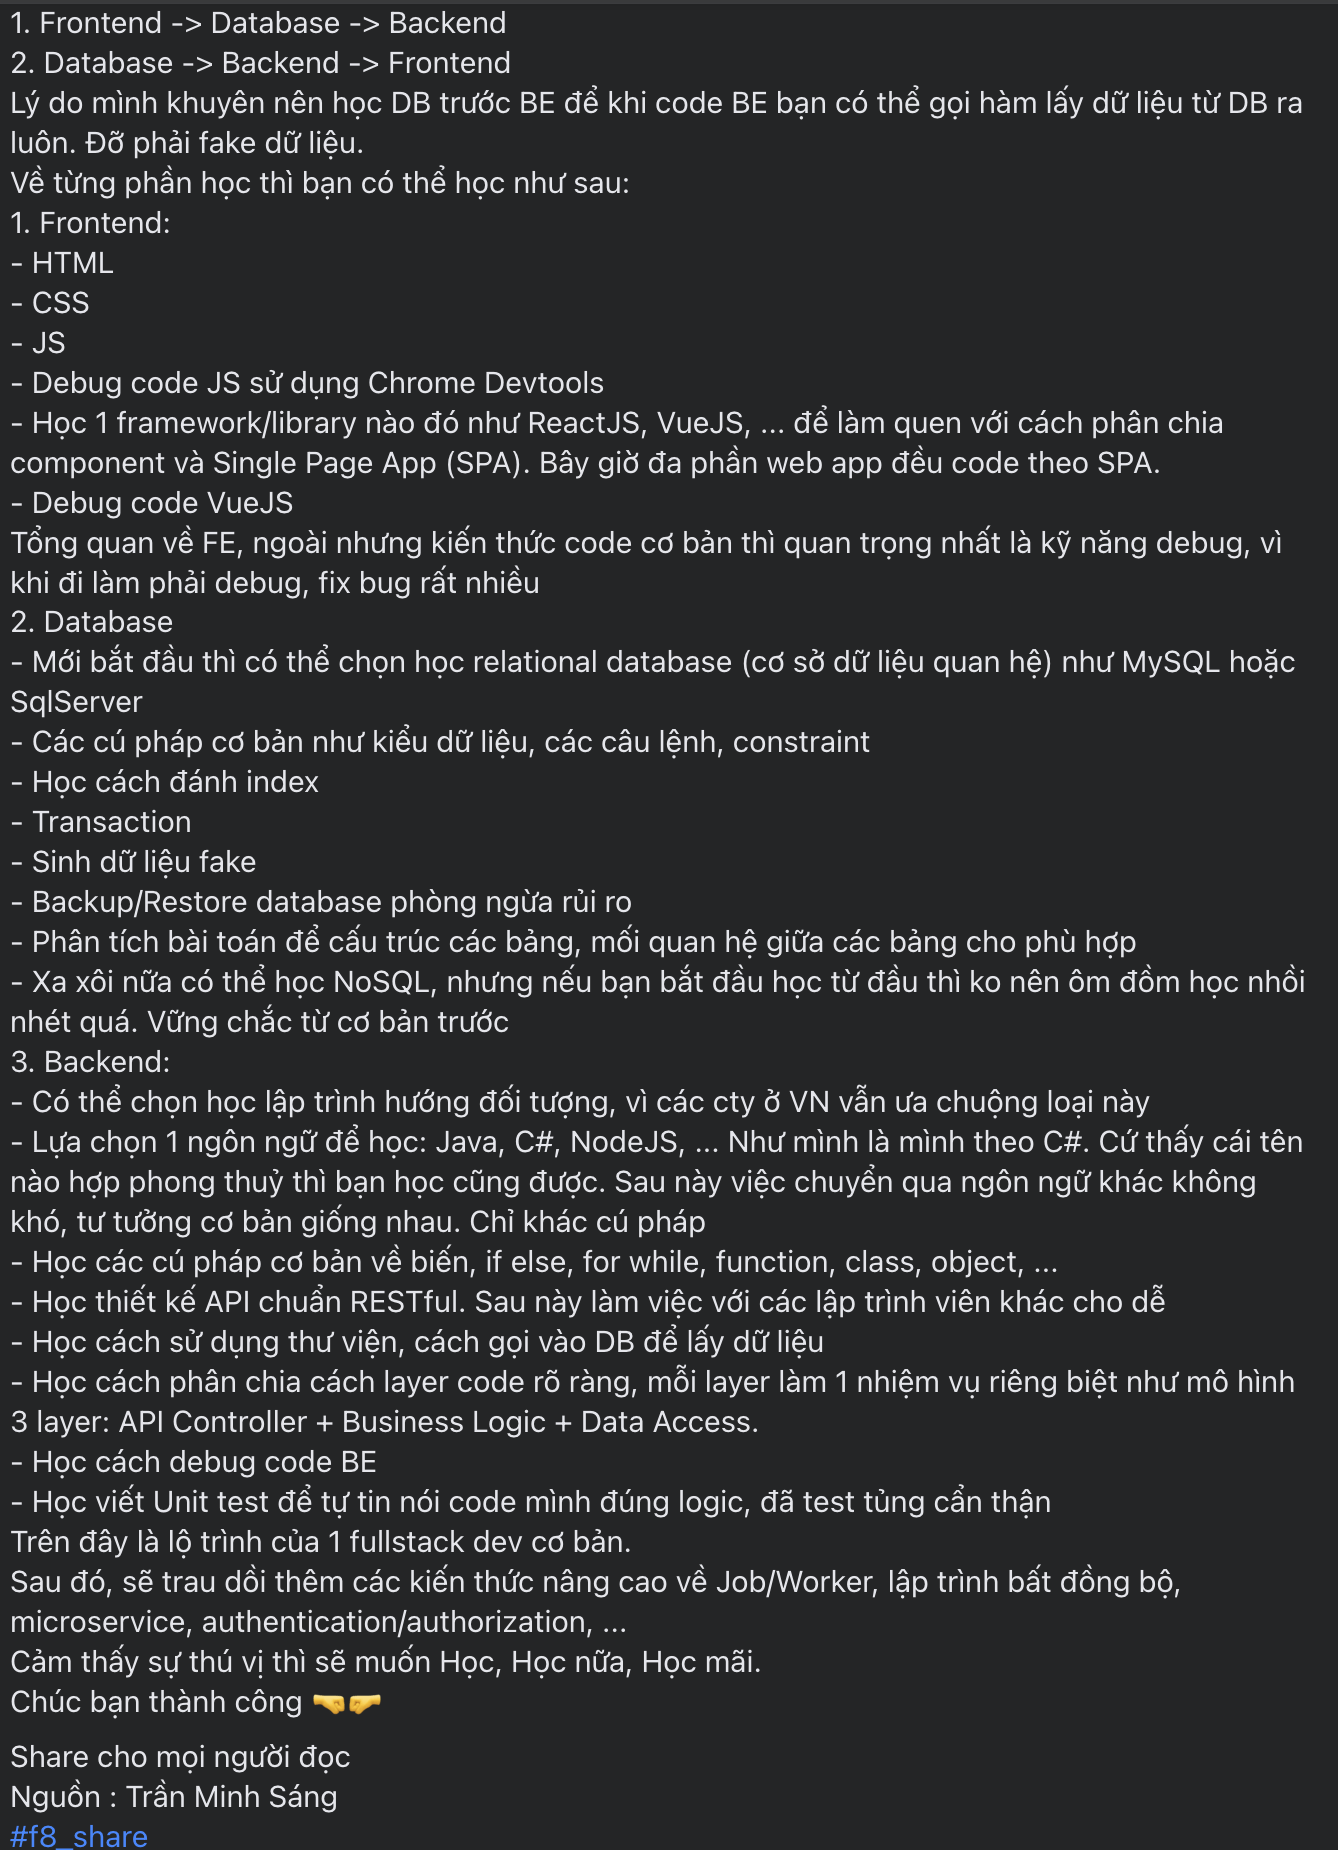 1. Frontend -> Database -> Backend
2. Database -> Backend -> Frontend
Lý do mình khuyên nên học DB trước BE để khi code BE bạn có thể gọi hàm lấy dữ liệu từ DB ra
luôn. Đỡ phải fake dữ liệu.
Về từng phần học thì bạn có thể học như sau:
1. Frontend:
- HTML
- CSS
- JS
- Debug code JS sử dụng Chrome Devtools
- Học 1 framework/library nào đó như ReactJS, VueJS, ... để làm quen với cách phân chia
component và Single Page App (SPA). Bây giờ đa phần web app đều code theo SPA.
- Debug code VueJS
Tổng quan về FE, ngoài nhưng kiến thức code cơ bản thì quan trọng nhất là kỹ năng debug, vì
khi đi làm phải debug, fix bug rất nhiều
2. Database
- Mới bắt đầu thì có thể chọn học relational database (cơ sở dữ liệu quan hệ) như MySQL hoặc
SqlServer
- Các cú pháp cơ bản như kiểu dữ liệu, các câu lệnh, constraint
- Học cách đánh index
- Transaction
- Sinh dữ liệu fake
- Backup/Restore database phòng ngừa rủi ro
- Phân tích bài toán để cấu trúc các bảng, mối quan hệ giữa các bảng cho phù hợp
- Xa xôi nữa có thể học NoSQL, nhưng nếu bạn bắt đầu học từ đầu thì ko nên ôm đồm học nhồi
nhét quá. Vững chắc từ cơ bản trước
3. Backend:
- Có thể chọn học lập trình hướng đối tượng, vì các cty ở VN vẫn ưa chuộng loại này
- Lựa chọn 1 ngôn ngữ để học: Java, C#, NodeJS, ... Như mình là mình theo C#. Cứ thấy cái tên
nào hợp phong thuỷ thì bạn học cũng được. Sau này việc chuyển qua ngôn ngữ khác không
khó, tư tưởng cơ bản giống nhau. Chỉ khác cú pháp
- Học các cú pháp cơ bản về biến, if else, for while, function, class, object, ...
- Học thiết kế API chuẩn RESTful. Sau này làm việc với các lập trình viên khác cho dễ
- Học cách sử dụng thư viện, cách gọi vào DB để lấy dữ liệu
- Học cách phân chia cách layer code rõ ràng, mỗi layer làm 1 nhiệm vụ riêng biệt như mô hình
3 layer: API Controller + Business Logic + Data Access.
- Học cách debug code BE
- Học viết Unit test để tự tin nói code mình đúng logic, đã test tủng cẩn thận
Trên đây là lộ trình của 1 fullstack dev cơ bản.
Sau đó, sẽ trau dồi thêm các kiến thức nâng cao về Job/Worker, lập trình bất đồng bộ,
microservice, authentication/authorization, ...
Cảm thấy sự thú vị thì sẽ muốn Học, Học nữa, Học mãi.
Chúc bạn thành công 🤜🤛
Share cho mọi người đọc
Nguồn : Trần Minh Sáng
#f8_share